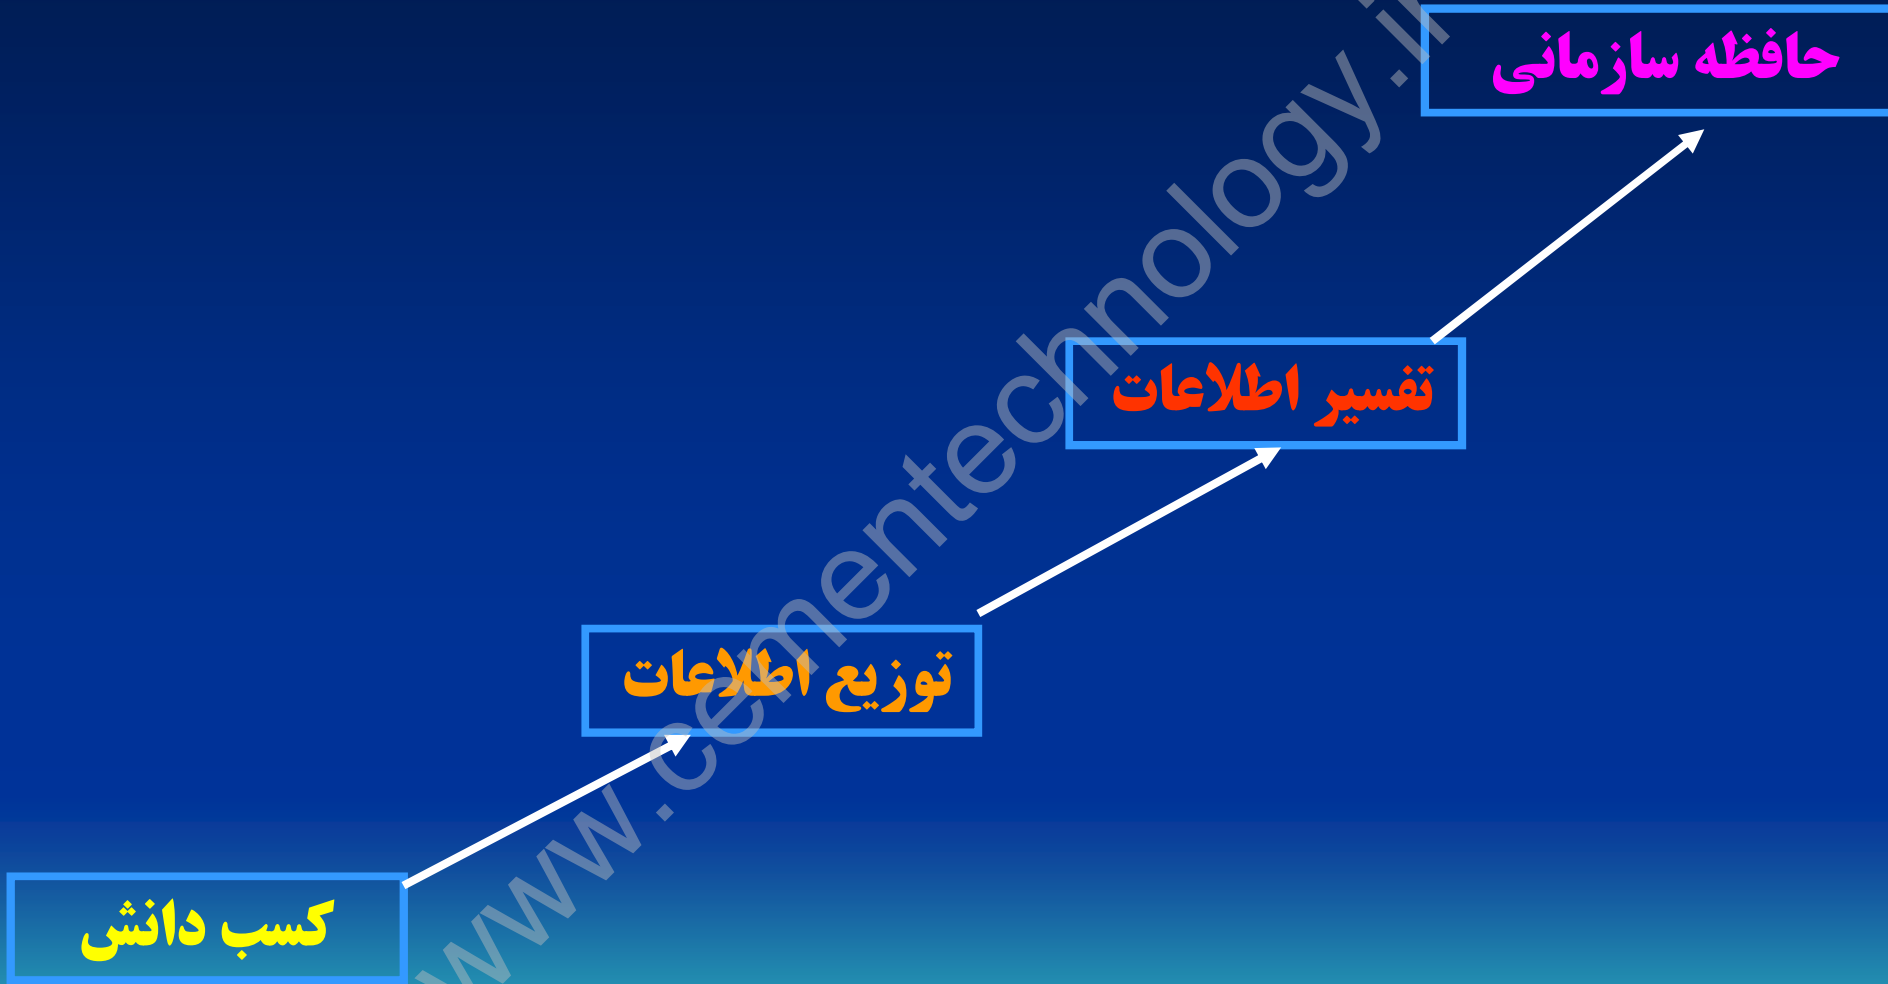 حافظه سازمانی
تفسیر اطلاعات
توزیع اطلاعات
کسب دانش
www.cementechnology.ir